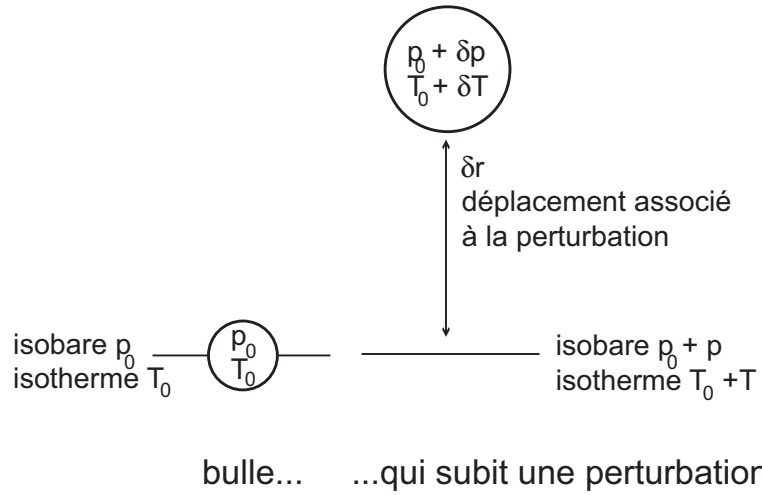 p₀ + δp
T₀ + δT
δr
déplacement associé
à la perturbation
isobare p₀
isotherme T₀
p₀
T₀
isobare p₀ + p
isotherme T₀ +T
bulle... ...qui subit une perturbation